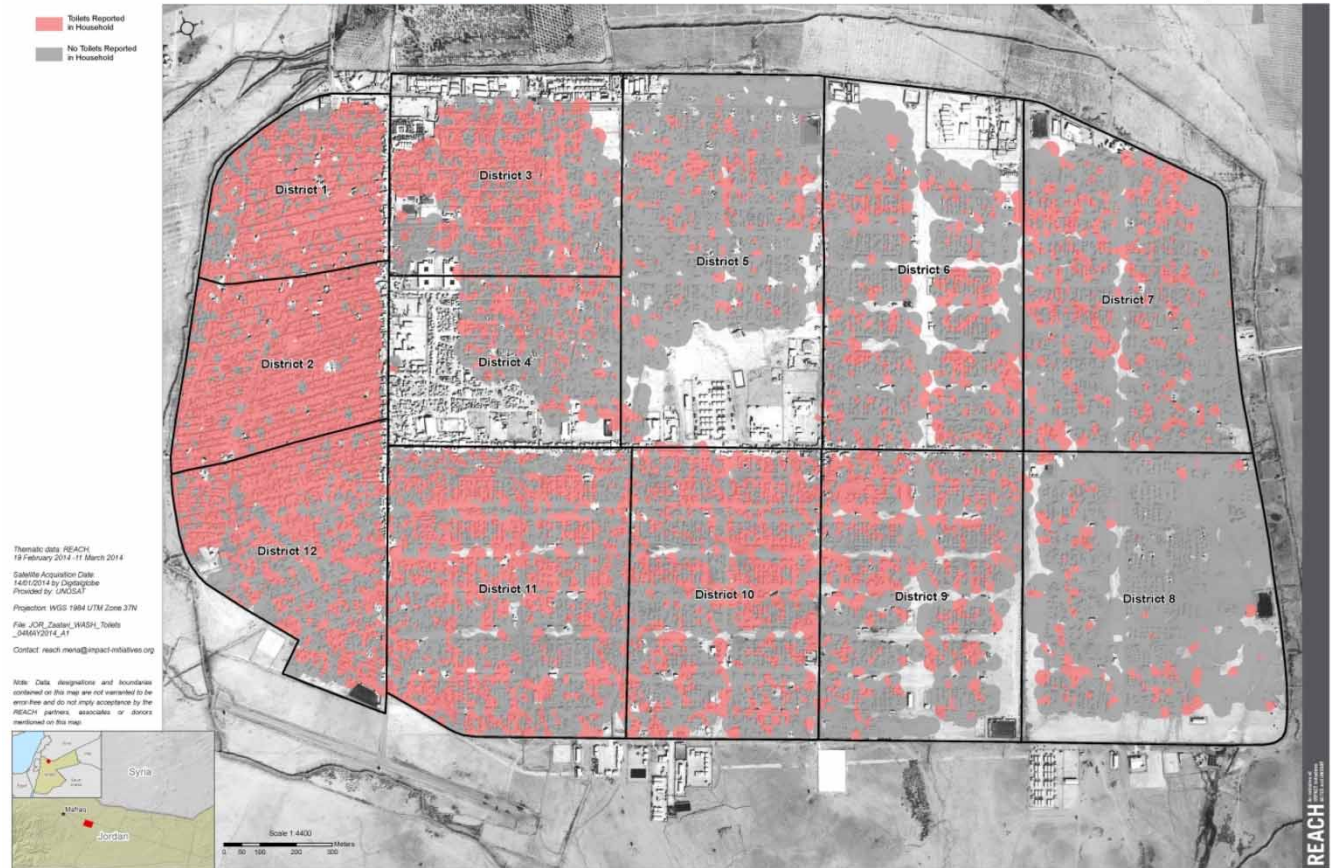 Toilets Reported
in Household
No Toilets Reported
in Household
District 1
District 3
District 5
District 6
District 7
District 2
District 4
District 12
District 11
District 10
District 9
District 8
Thematic data: REACH,
19 February 2014 -11 March 2014
Satellite Acquisition Date:
14/01/2014 by Digitalglobe
Provided by: UNOSAT
Projection: WGS 1984 UTM Zone 37N
File: JOR_Zaatari_WASH_Toilets
_04MAY2014_A1
Contact: reach.mena@impact-initiatives.org
Note: Data, designations and boundaries
contained on this map are not warranted to be
error-free and do not imply acceptance by the
REACH partners, associates or donors
mentioned on this map.
Syria
Mafraq
Jordan
Scale 1:4400
Meters
0 50 100 200 300
REACH